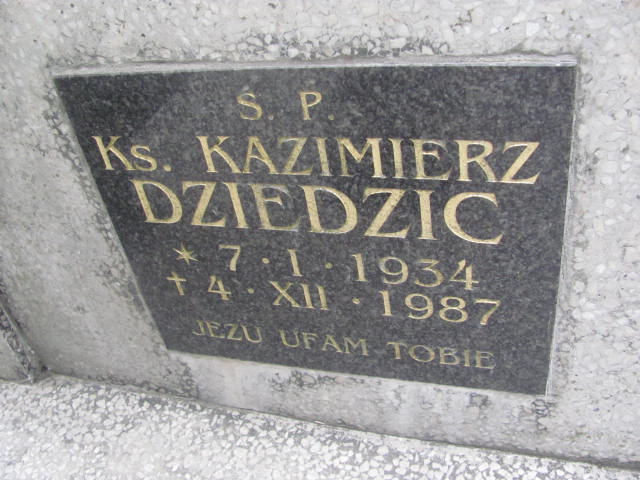 Ś. P.
Ks. KAZIMIERZ
DZIEDZIC
* 7 · I · 1934
† 4 · XII · 1987
JEZU UFAM TOBIE